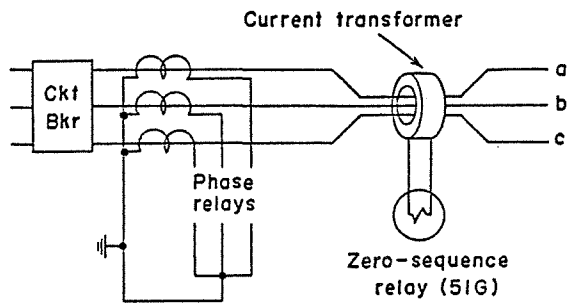 Current transformer
a
Ckt
Bkr
b
c
Phase
relays
Zero-sequence
relay (51G)